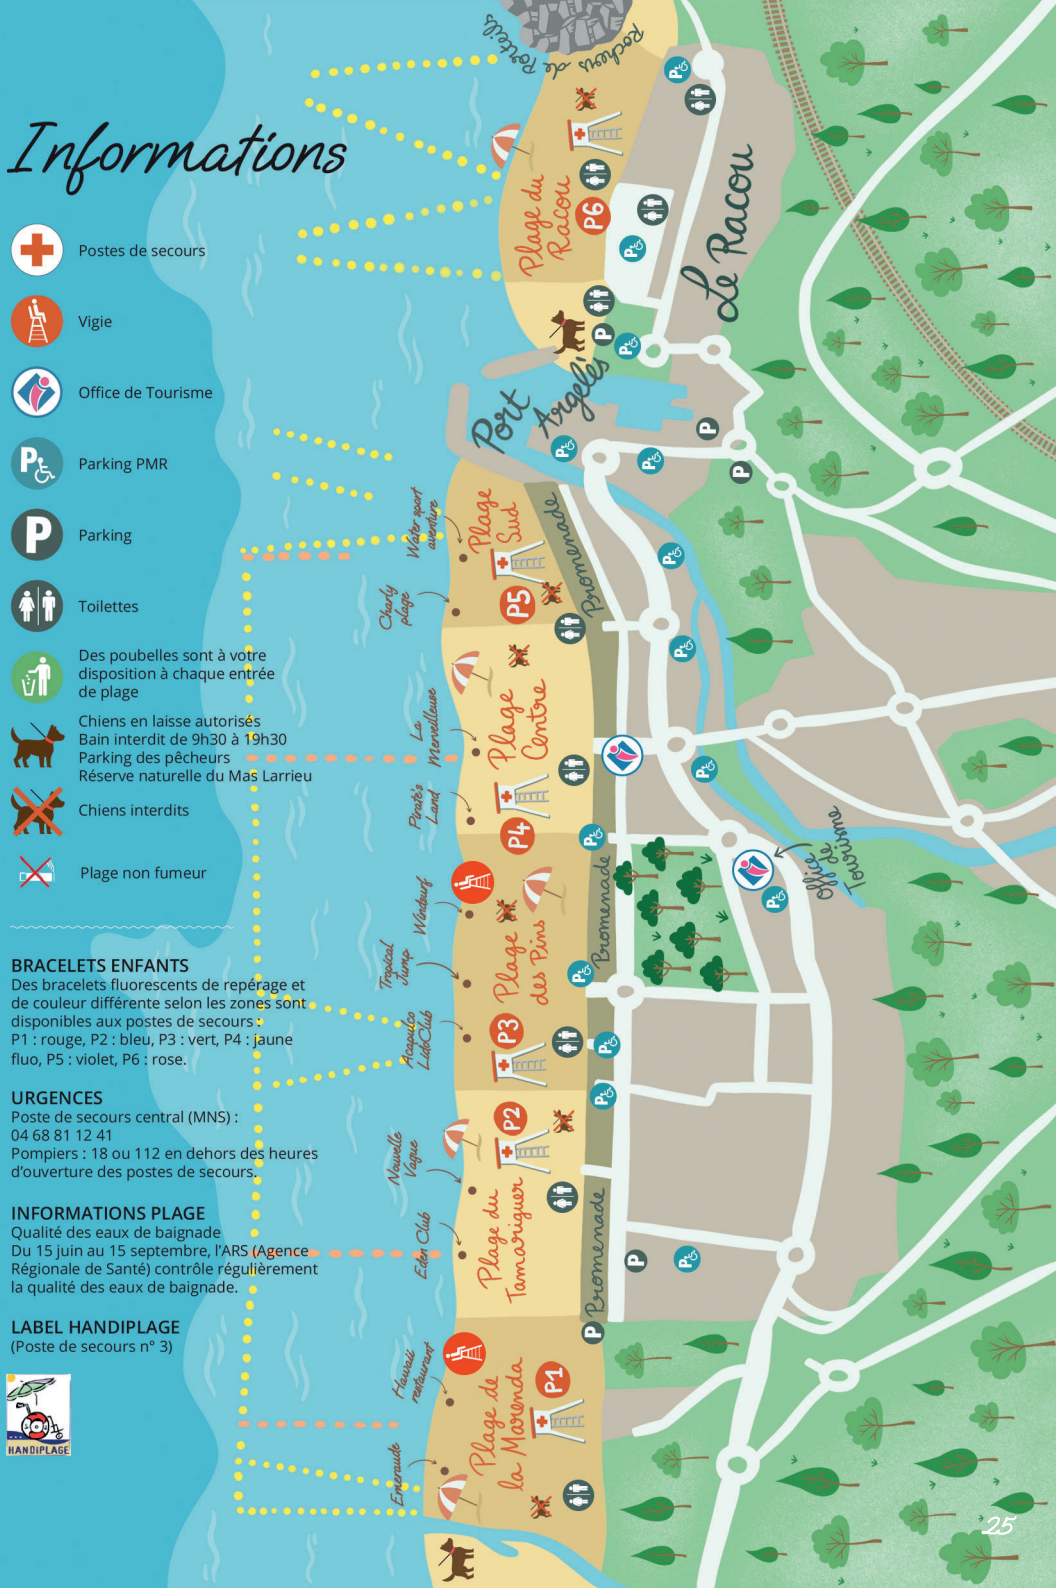 Informations
Postes de secours
Vigie
Office de Tourisme
Parking PMR
Parking
Toilettes
Des poubelles sont à votre
disposition à chaque entrée
de plage
Chiens en laisse autorisés
Bain interdit de 9h30 à 19h30
Parking des pêcheurs
Réserve naturelle du Mas Larrieu
Chiens interdits
Plage non fumeur
BRACELETS ENFANTS
Des bracelets fluorescents de repérage et
de couleur différente selon les zones sont
disponibles aux postes de secours :
P1 : rouge, P2 : bleu, P3 : vert, P4 : jaune
fluo, P5 : violet, P6 : rose.
URGENCES
Poste de secours central (MNS) :
04 68 81 12 41
Pompiers : 18 ou 112 en dehors des heures
d'ouverture des postes de secours.
INFORMATIONS PLAGE
Qualité des eaux de baignade
Du 15 juin au 15 septembre, l'ARS (Agence
Régionale de Santé) contrôle régulièrement
la qualité des eaux de baignade.
LABEL HANDIPLAGE
(Poste de secours n° 3)
HANDIPLAGE
Rochers de Porteils
Plage du
Racou
P6
Le Racou
Port
Argelès
Water sport
aventure
Plage
Sud
P5
Promenade
Charly
plage
La
Merveilleuse
Plage
Centre
Pirate's
Land
P4
Windsurf
Tropical
Jump
Plage
des Pins
Promenade
Office
de
Tourisme
Acapulco
Lido Club
P3
P2
Nouvelle
Vague
Eden Club
Plage du
Tamariguer
Promenade
Hawaii
restaurant
P1
Plage de
la Marenda
Emeraude
25